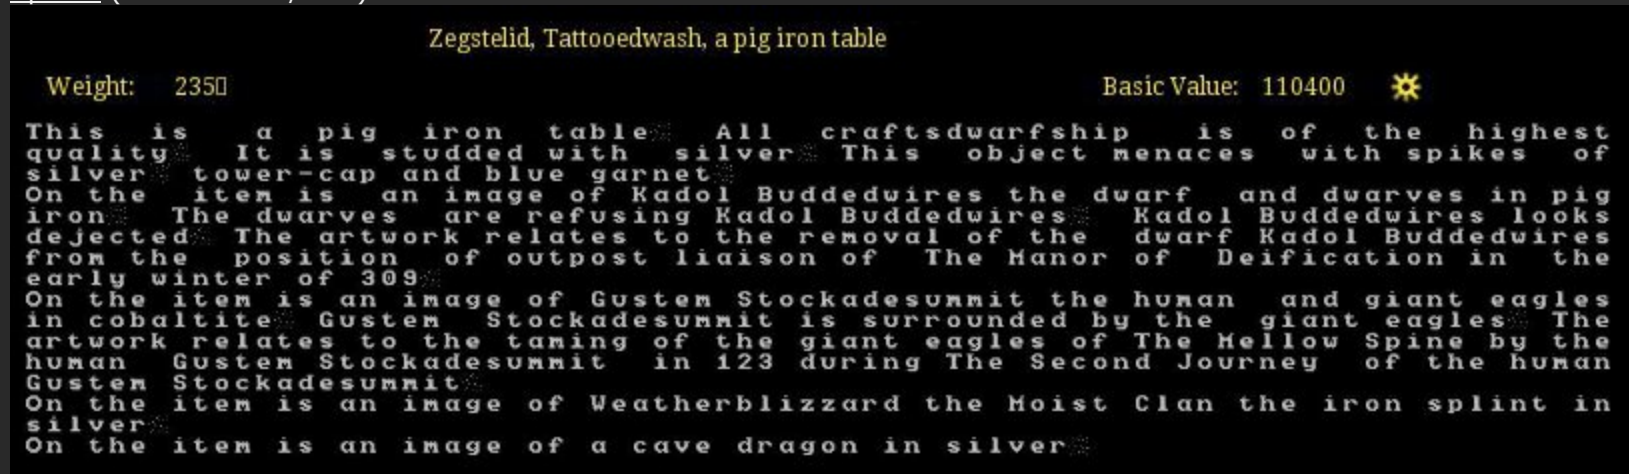 Zegstelid, Tattooedwash, a pig iron table
Weight: 235 Basic Value: 110400 ☼
This is a pig iron table All craftsdwarfship is of the highest
quality It is studded with silver This object menaces with spikes of
silver tower-cap and blue garnet
On the item is an image of Kadol Buddedwires the dwarf and dwarves in pig
iron The dwarves are refusing Kadol Buddedwires Kadol Buddedwires looks
dejected The artwork relates to the removal of the dwarf Kadol Buddedwires
from the position of outpost liaison of The Manor of Deification in the
early winter of 309
On the item is an image of Gustem Stockadesummit the human and giant eagles
in cobaltite Gustem Stockadesummit is surrounded by the giant eagles The
artwork relates to the taming of the giant eagles of The Mellow Spine by the
human Gustem Stockadesummit in 123 during The Second Journey of the human
Gustem Stockadesummit
On the item is an image of Weatherblizzard the Moist Clan the iron splint in
silver
On the item is an image of a cave dragon in silver